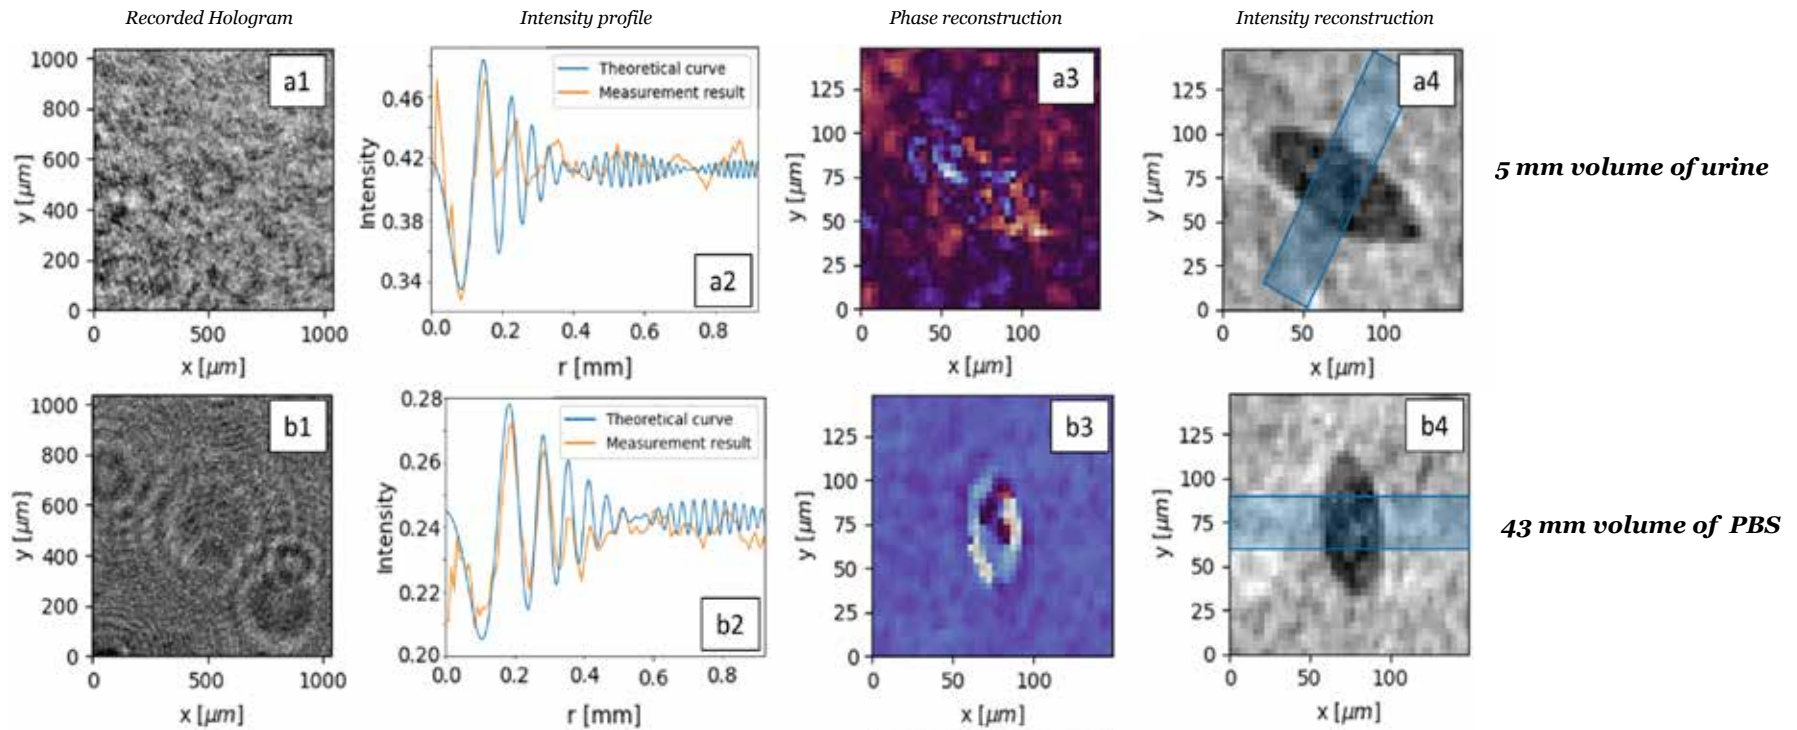 Recorded Hologram
Intensity profile
Phase reconstruction
Intensity reconstruction
a1
1000
800
600
400
200
0
y [μm]
0 500 1000
x [μm]
Theoretical curve
Measurement result
0.46
0.42
0.38
0.34
Intensity
a2
0.0 0.2 0.4 0.6 0.8
r [mm]
a3
125
100
75
50
25
0
y [μm]
0 50 100
x [μm]
a4
125
100
75
50
25
0
y [μm]
0 50 100
x [μm]
5 mm volume of urine
b1
1000
800
600
400
200
0
y [μm]
0 500 1000
x [μm]
Theoretical curve
Measurement result
0.28
0.26
0.24
0.22
0.20
Intensity
b2
0.0 0.2 0.4 0.6 0.8
r [mm]
b3
125
100
75
50
25
0
y [μm]
0 50 100
x [μm]
b4
125
100
75
50
25
0
y [μm]
0 50 100
x [μm]
43 mm volume of PBS